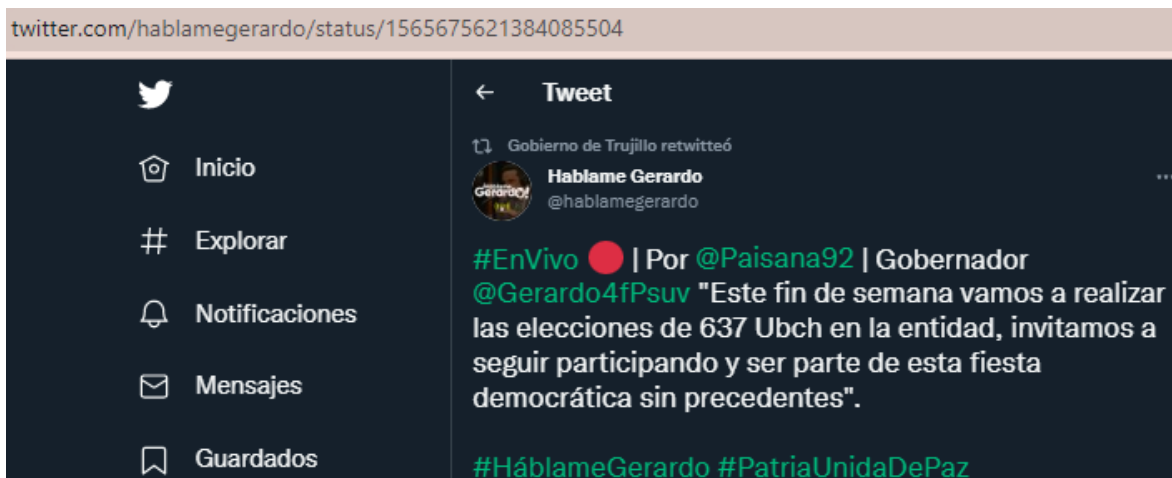 twitter.com/hablamegerardo/status/1565675621384085504
Tweet
Gobierno de Trujillo retwitteó
Inicio
Hablame Gerardo
@hablamegerardo
Explorar
#EnVivo 🔴 | Por @Paisana92 | Gobernador
@Gerardo4fPsuv "Este fin de semana vamos a realizar
las elecciones de 637 Ubch en la entidad, invitamos a
seguir participando y ser parte de esta fiesta
democrática sin precedentes".
Notificaciones
Mensajes
Guardados
#HáblameGerardo #PatriaUnidaDePaz